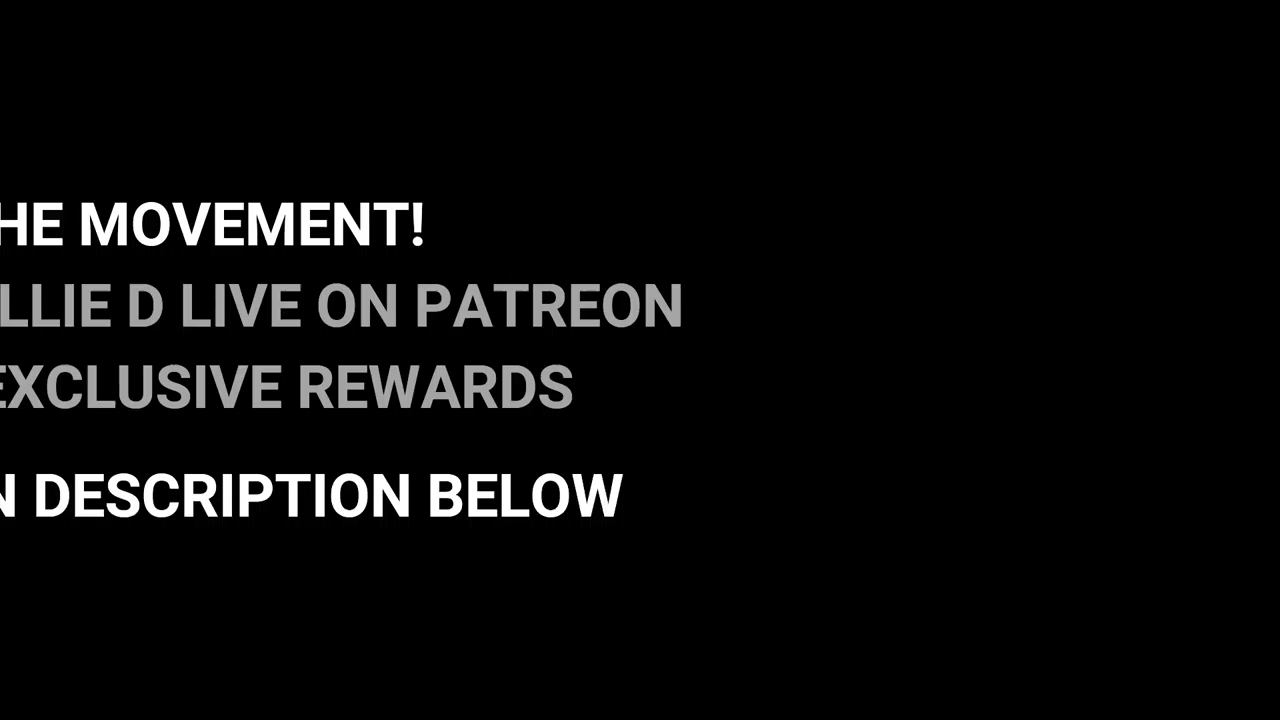 HE MOVEMENT!
LLIE D LIVE ON PATREON
EXCLUSIVE REWARDS
N DESCRIPTION BELOW